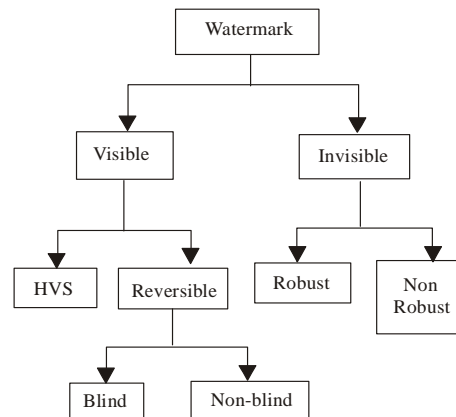 Watermark
Visible
Invisible
HVS
Reversible
Robust
Non
Robust
Blind
Non-blind